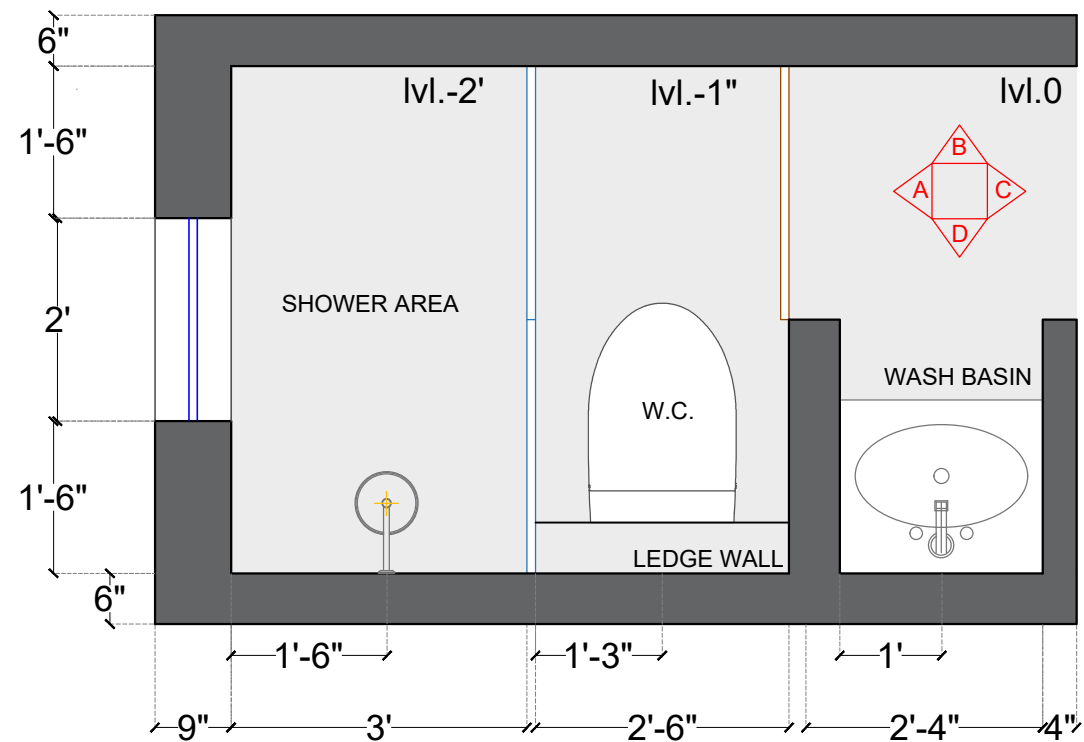 6"
lvl.-2'
lvl.-1"
lvl.0
1'-6"
B
A
C
D
2'
SHOWER AREA
WASH BASIN
W.C.
1'-6"
LEDGE WALL
6"
1'-6"
1'-3"
1'
9"
3'
2'-6"
2'-4"
4"